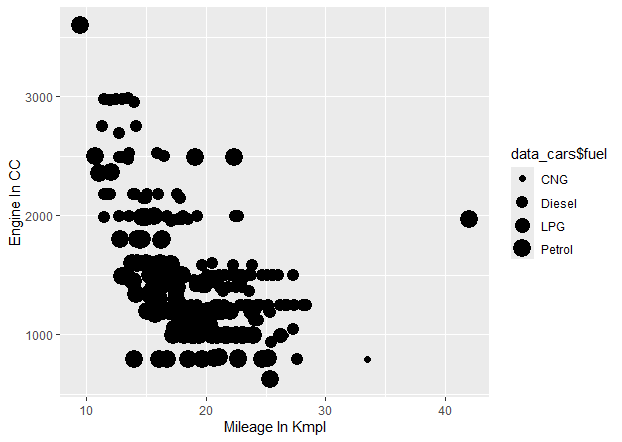 3000
2000
1000
Engine In CC
10
20
30
40
Mileage In Kmpl
data_cars$fuel
CNG
Diesel
LPG
Petrol